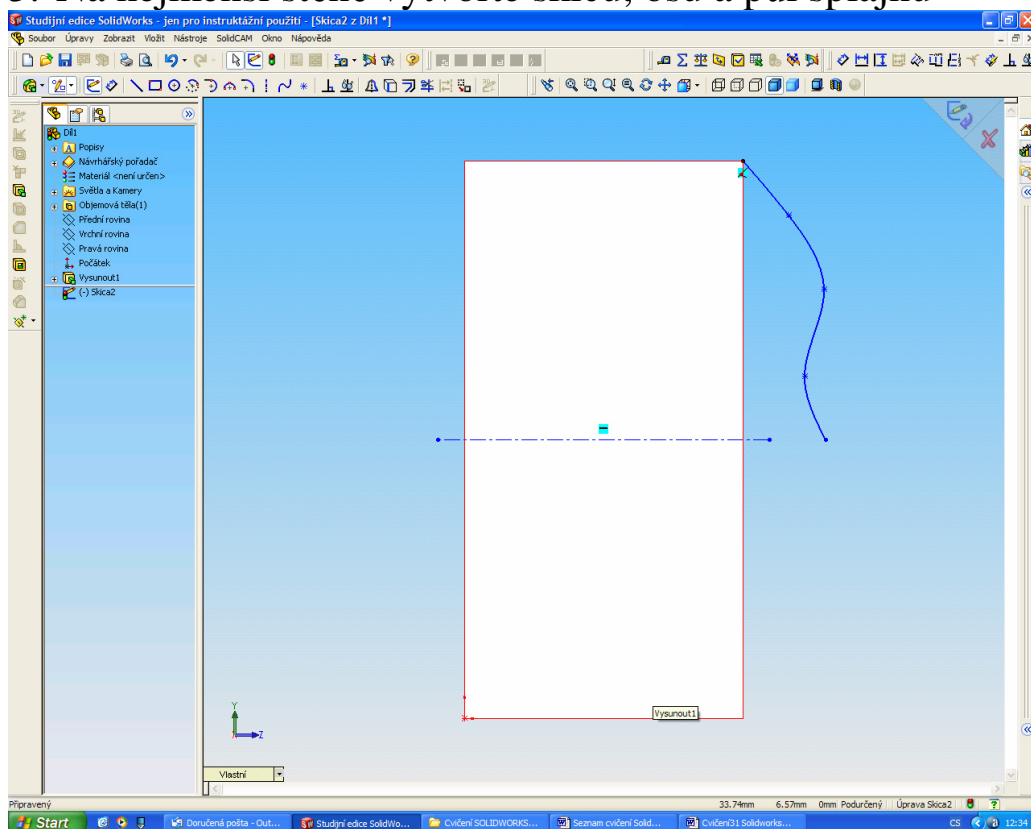 Studijní edice SolidWorks - jen pro instruktážní použití - [Skica2 z Díl1 *]
Soubor Úpravy Zobrazit Vložit Nástroje SolidCAM Okno Nápověda
Díl1
Popisy
Návrhářský pořadač
Materiál <není určen>
Světla a Kamery
Objemová těla(1)
Přední rovina
Vrchní rovina
Pravá rovina
Počátek
Vysunout1
(-) Skica2
Vysunout1
Y
Z
Vlastní
Připravený
33.74mm 6.57mm 0mm Podurčený Úprava Skica2
Start
Doručená pošta - Out...
Studijní edice SolidWo...
Cvičení SOLIDWORKS...
Seznam cvičení Solid...
Cvičení31 Solidworks...
CS
12:34